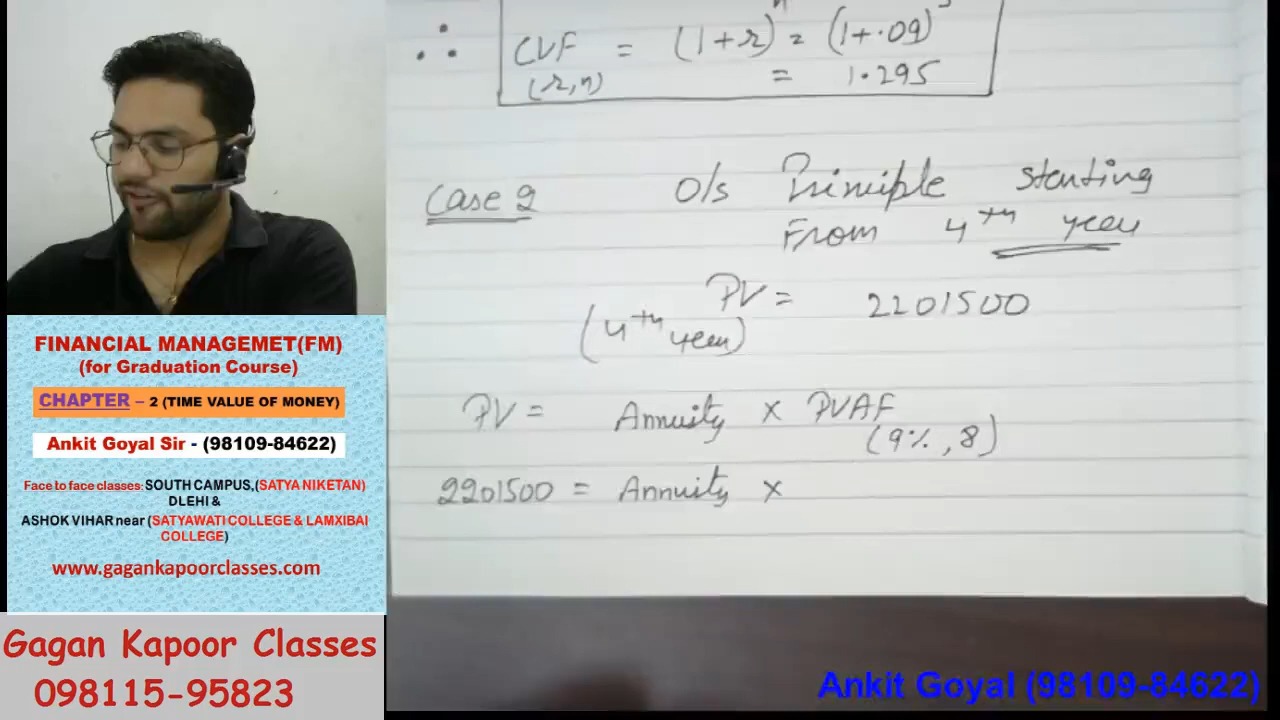 ∴ CVF = (1+r)ⁿ = (1+.09)³
(r,n) = 1.295
Case 2 O/s Principle starting
From 4th year
PV = 2201500
(4th year)
PV = Annuity × PVAF
(9%, 8)
2201500 = Annuity ×
FINANCIAL MANAGEMET(FM)
(for Graduation Course)
CHAPTER – 2 (TIME VALUE OF MONEY)
Ankit Goyal Sir - (98109-84622)
Face to face classes: SOUTH CAMPUS,(SATYA NIKETAN)
DLEHI &
ASHOK VIHAR near (SATYAWATI COLLEGE & LAMXIBAI
COLLEGE)
www.gagankapoorclasses.com
Gagan Kapoor Classes
098115-95823
Ankit Goyal (98109-84622)